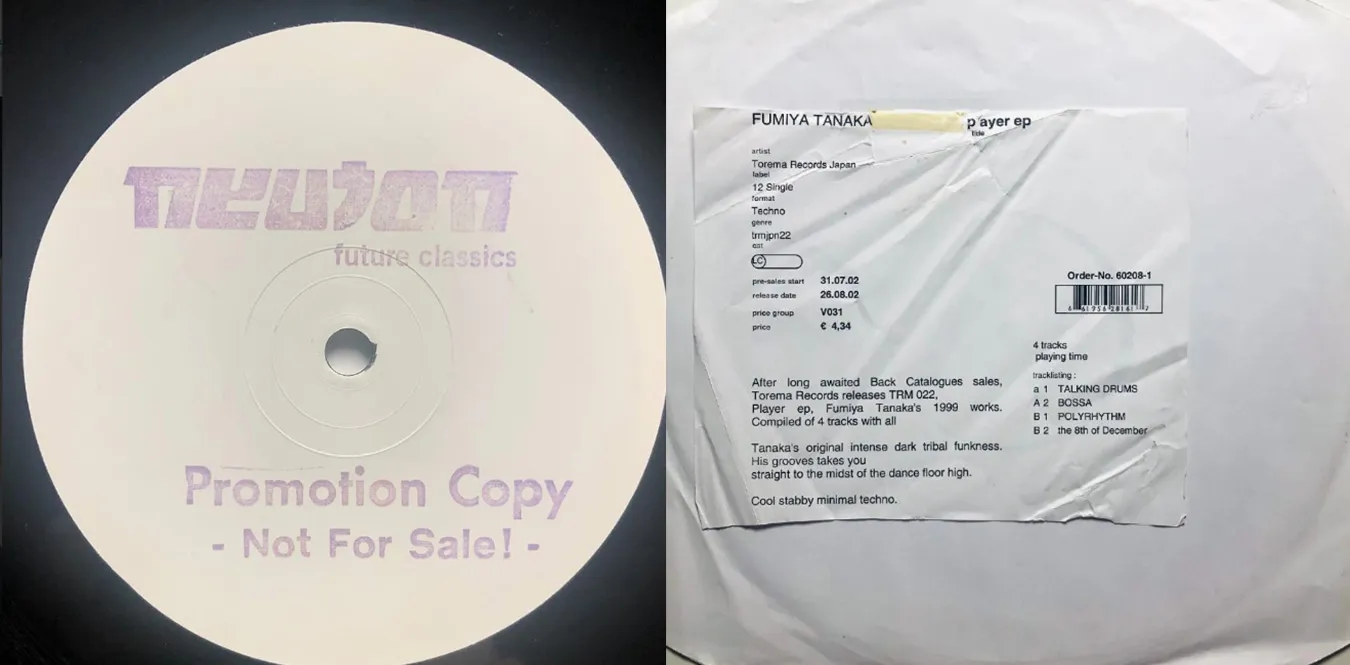 neuton
future classics
Promotion Copy
- Not For Sale! -
FUMIYA TANAKA p ayer ep
title
artist
Torema Records Japan
label
12 Single
format
Techno
genre
trmjpn22
cat
LC
pre-sales start 31.07.02
release date 26.08.02
price group V031
price € 4,34
Order-No. 60208-1
4 tracks
playing time
tracklisting :
a 1 TALKING DRUMS
A 2 BOSSA
B 1 POLYRHYTHM
B 2 the 8th of December
After long awaited Back Catalogues sales,
Torema Records releases TRM 022,
Player ep, Fumiya Tanaka's 1999 works.
Compiled of 4 tracks with all
Tanaka's original intense dark tribal funkness.
His grooves takes you
straight to the midst of the dance floor high.
Cool stabby minimal techno.